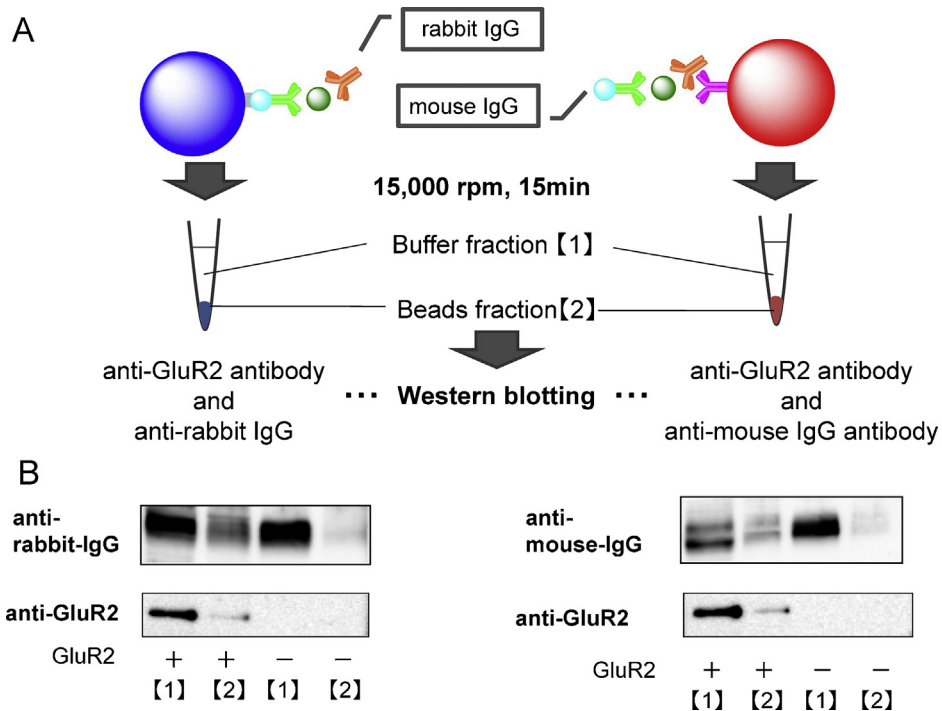 A
rabbit IgG
mouse IgG
15,000 rpm, 15min
Buffer fraction【1】
Beads fraction【2】
anti-GluR2 antibody
and
anti-rabbit IgG
··· Western blotting ···
anti-GluR2 antibody
and
anti-mouse IgG antibody
B
anti-
rabbit-IgG
anti-GluR2
GluR2 + + − −
【1】 【2】 【1】 【2】
anti-
mouse-IgG
anti-GluR2
GluR2 + + − −
【1】 【2】 【1】 【2】